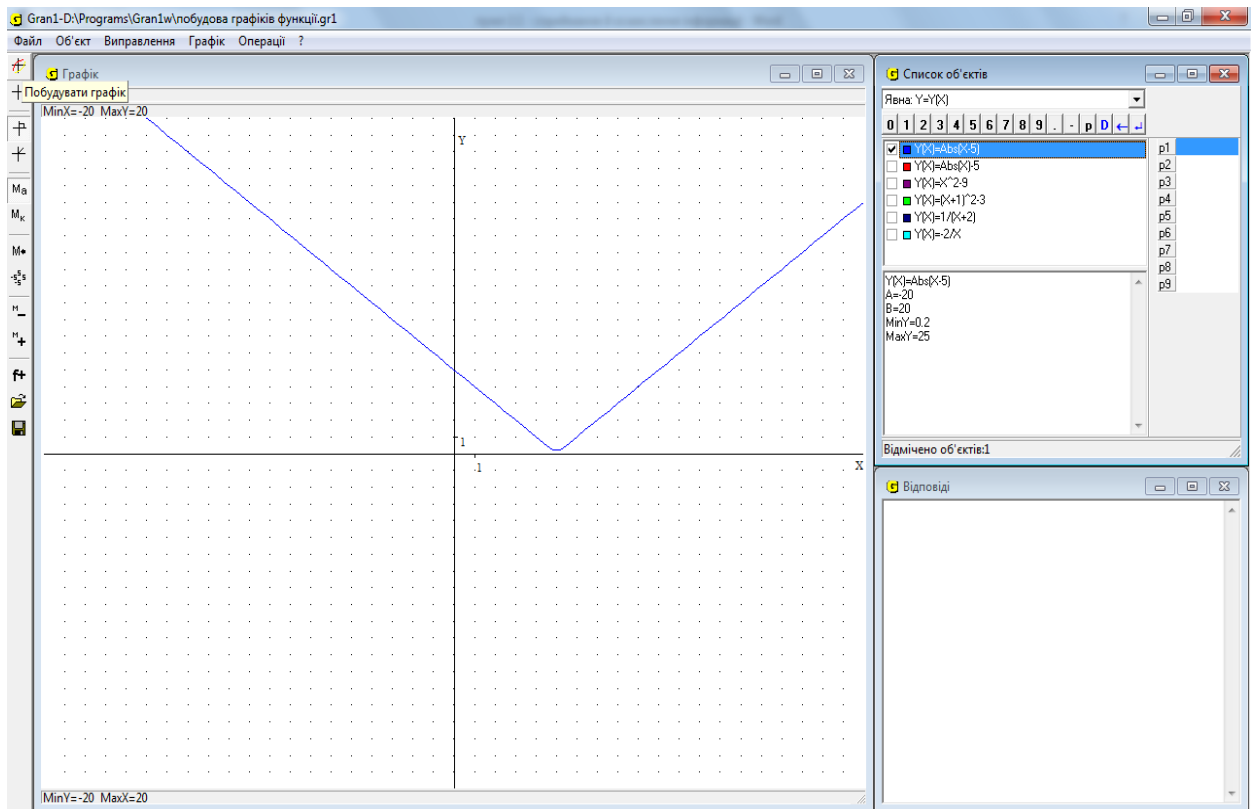 Gran1-D:\Programs\Gran1w\побудова графіків функції.gr1
Файл Об'єкт Виправлення Графік Операції ?
Графік
Побудувати графік
MinX=-20 MaxY=20
Y
1
1
X
MinY=-20 MaxX=20
Ma
Мк
M
-s s s s
M
M
f+
Список об'єктів
Явна: Y=Y(X)
0 1 2 3 4 5 6 7 8 9 . - p D ← ↵
Y(X)=Abs(X-5)
Y(X)=Abs(X)-5
Y(X)=X^2-9
Y(X)=(X+1)^2-3
Y(X)=1/(X+2)
Y(X)=-2/X
p1
p2
p3
p4
p5
p6
p7
p8
p9
Y(X)=Abs(X-5)
A=-20
B=20
MinY=0.2
MaxY=25
Відмічено об'єктів:1
Відповіді